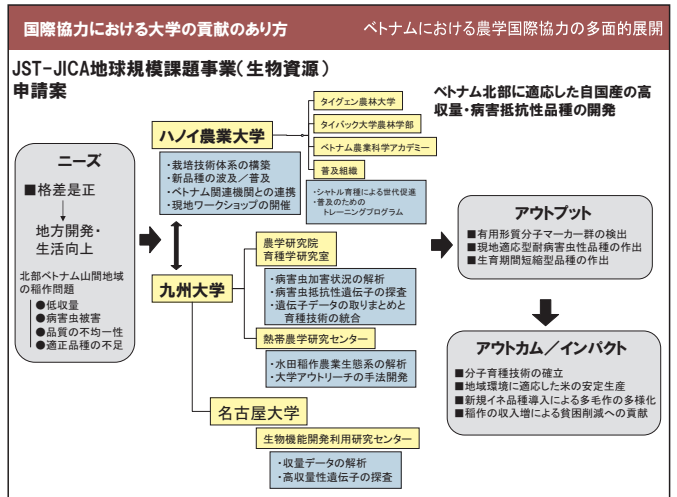 国際協力における大学の貢献のあり方
ベトナムにおける農学国際協力の多面的展開
JST-JICA地球規模課題事業(生物資源)
申請案
ベトナム北部に適応した自国産の高
収量・病害抵抗性品種の開発
ニーズ
■格差是正
地方開発・
生活向上
北部ベトナム山間地域
の稲作問題
●低収量
●病害虫被害
●品質の不均一性
●適正品種の不足
ハノイ農業大学
・栽培技術体系の構築
・新品種の波及/普及
・ベトナム関連機関との連携
・現地ワークショップの開催
タイグェン農林大学
タイバック大学農林学部
ベトナム農業科学アカデミー
普及組織
・シャトル育種による世代促進
・普及のための
トレーニングプログラム
九州大学
農学研究院
育種学研究室
・病害虫加害状況の解析
・病害虫抵抗性遺伝子の探査
・遺伝子データの取りまとめと
育種技術の統合
熱帯農学研究センター
・水田稲作農業生態系の解析
・大学アウトリーチの手法開発
名古屋大学
生物機能開発利用研究センター
・収量データの解析
・高収量性遺伝子の探査
アウトプット
■有用形質分子マーカー群の検出
■現地適応型耐病害虫性品種の作出
■生育期間短縮型品種の作出
アウトカム/インパクト
■分子育種技術の確立
■地域環境に適応した米の安定生産
■新規イネ品種導入による多毛作の多様化
■稲作の収入増による貧困削減への貢献